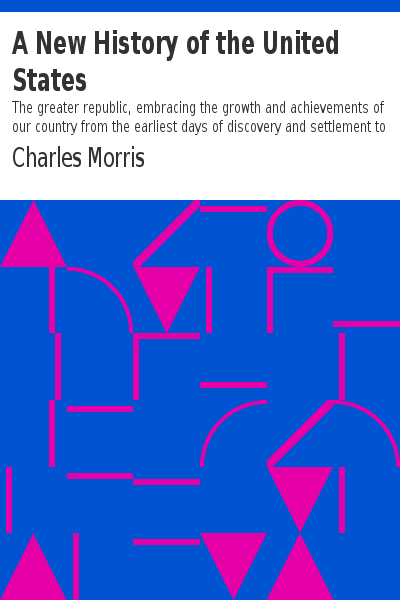 A New History of the United
States
The greater republic, embracing the growth and achievements of
our country from the earliest days of discovery and settlement to
Charles Morris